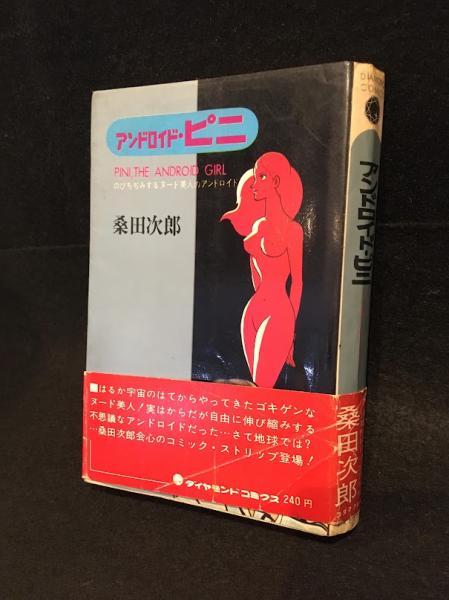 アンドロイド・ピニ
PINI, THE ANDROID GIRL
のびちぢみするヌード美人のアンドロイド
桑田次郎
■はるか宇宙のはてからやってきたゴキゲンな
ヌード美人！実はからだが自由に伸び縮みする
不思議なアンドロイドだった…さて地球では？
…桑田次郎会心のコミック・ストリップ登場！
ダイヤモンドコミクス 240円
アンドロイド・ピニ
桑田次郎